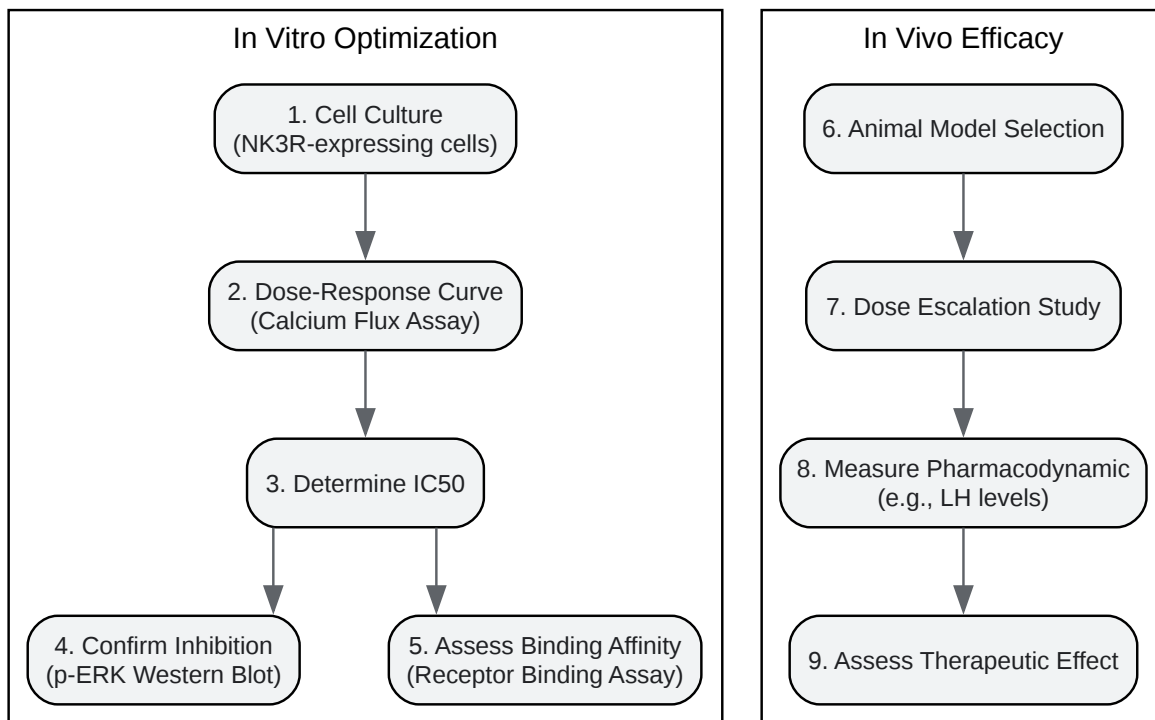 In Vitro Optimization
1. Cell Culture
(NK3R-expressing cells)
2. Dose-Response Curve
(Calcium Flux Assay)
3. Determine IC50
4. Confirm Inhibition
(p-ERK Western Blot)
5. Assess Binding Affinity
(Receptor Binding Assay)
In Vivo Efficacy
6. Animal Model Selection
7. Dose Escalation Study
8. Measure Pharmacodynamic
(e.g., LH levels)
9. Assess Therapeutic Effect